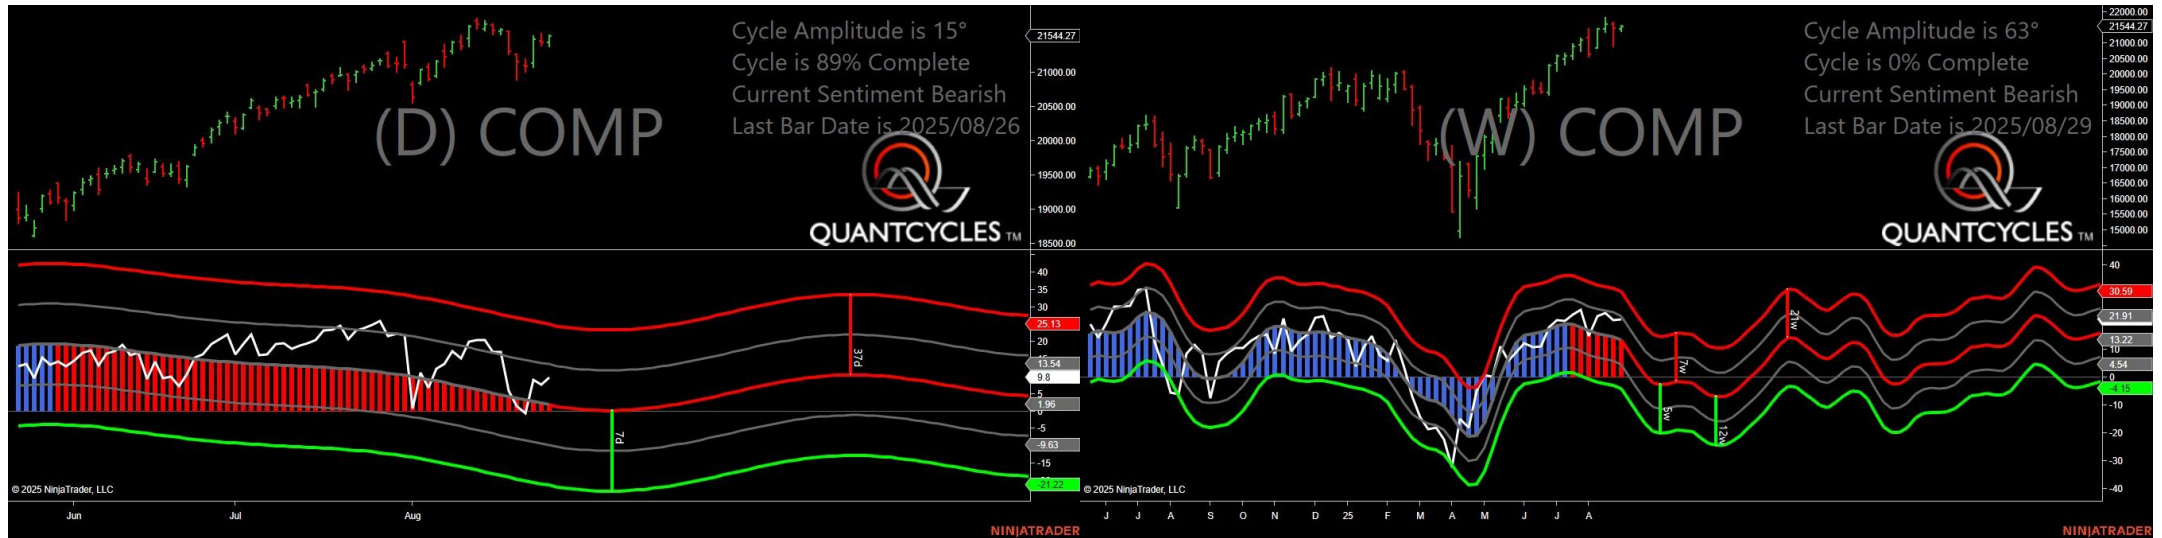 Cycle Amplitude is 15°
Cycle is 89% Complete
Current Sentiment Bearish
Last Bar Date is 2025/08/26
(D) COMP
QUANTCYCLES TM
21544.27
21000.00
20500.00
20000.00
19500.00
19000.00
18500.00
40
35
30
25.13
20
13.54
9.8
5
1.96
-5
-9.63
-15
-21.22
37d
7d
© 2025 NinjaTrader, LLC
Jun
Jul
Aug
NINJATRADER
Cycle Amplitude is 63°
Cycle is 0% Complete
Current Sentiment Bearish
Last Bar Date is 2025/08/29
(W) COMP
QUANTCYCLES TM
22000.00
21544.27
21000.00
20500.00
20000.00
19500.00
19000.00
18500.00
18000.00
17500.00
17000.00
16500.00
16000.00
15500.00
15000.00
40
30.59
21.91
13.22
10
4.54
0
-4.15
-10
-20
-30
-40
21w
7w
5w
12w
© 2025 NinjaTrader, LLC
J
J
A
S
O
N
D
25
F
M
A
M
J
J
A
NINJATRADER